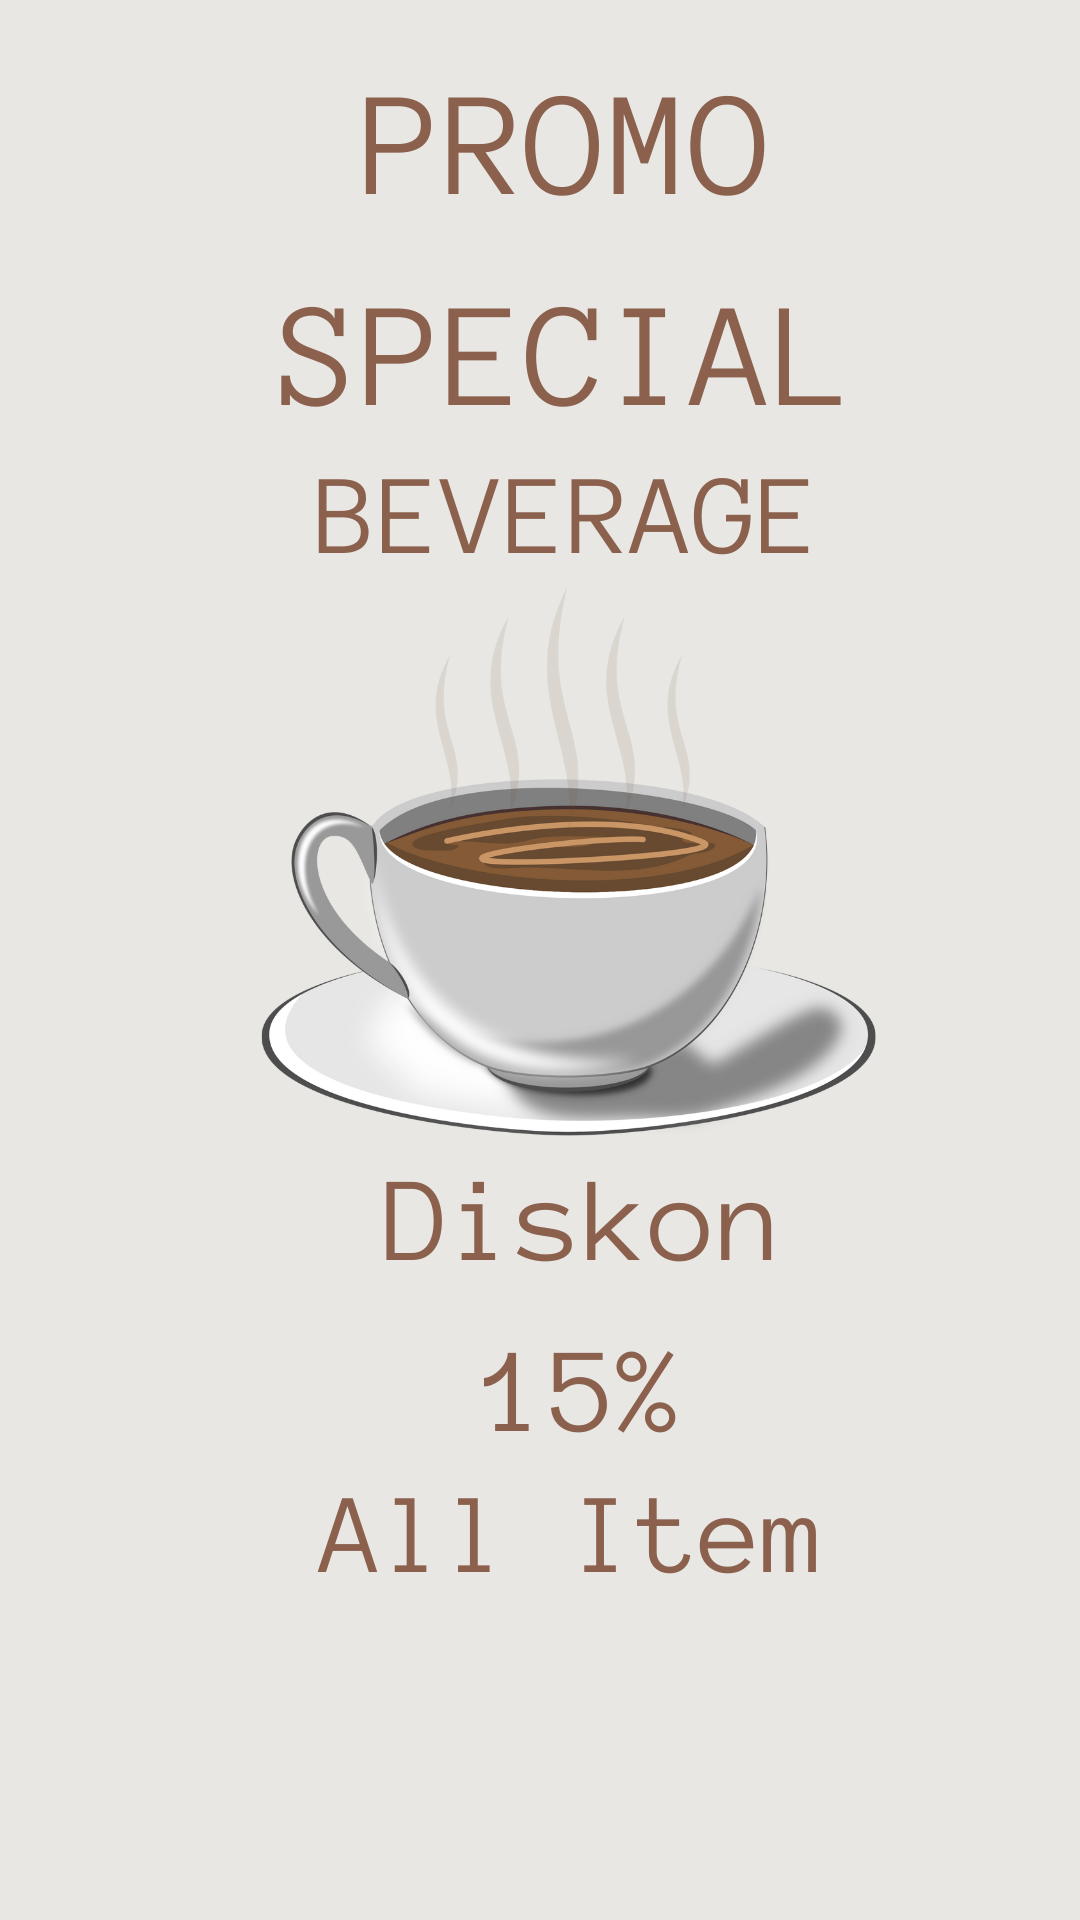 PROMO
SPECIAL
BEVERAGE
Diskon
15%
All Item